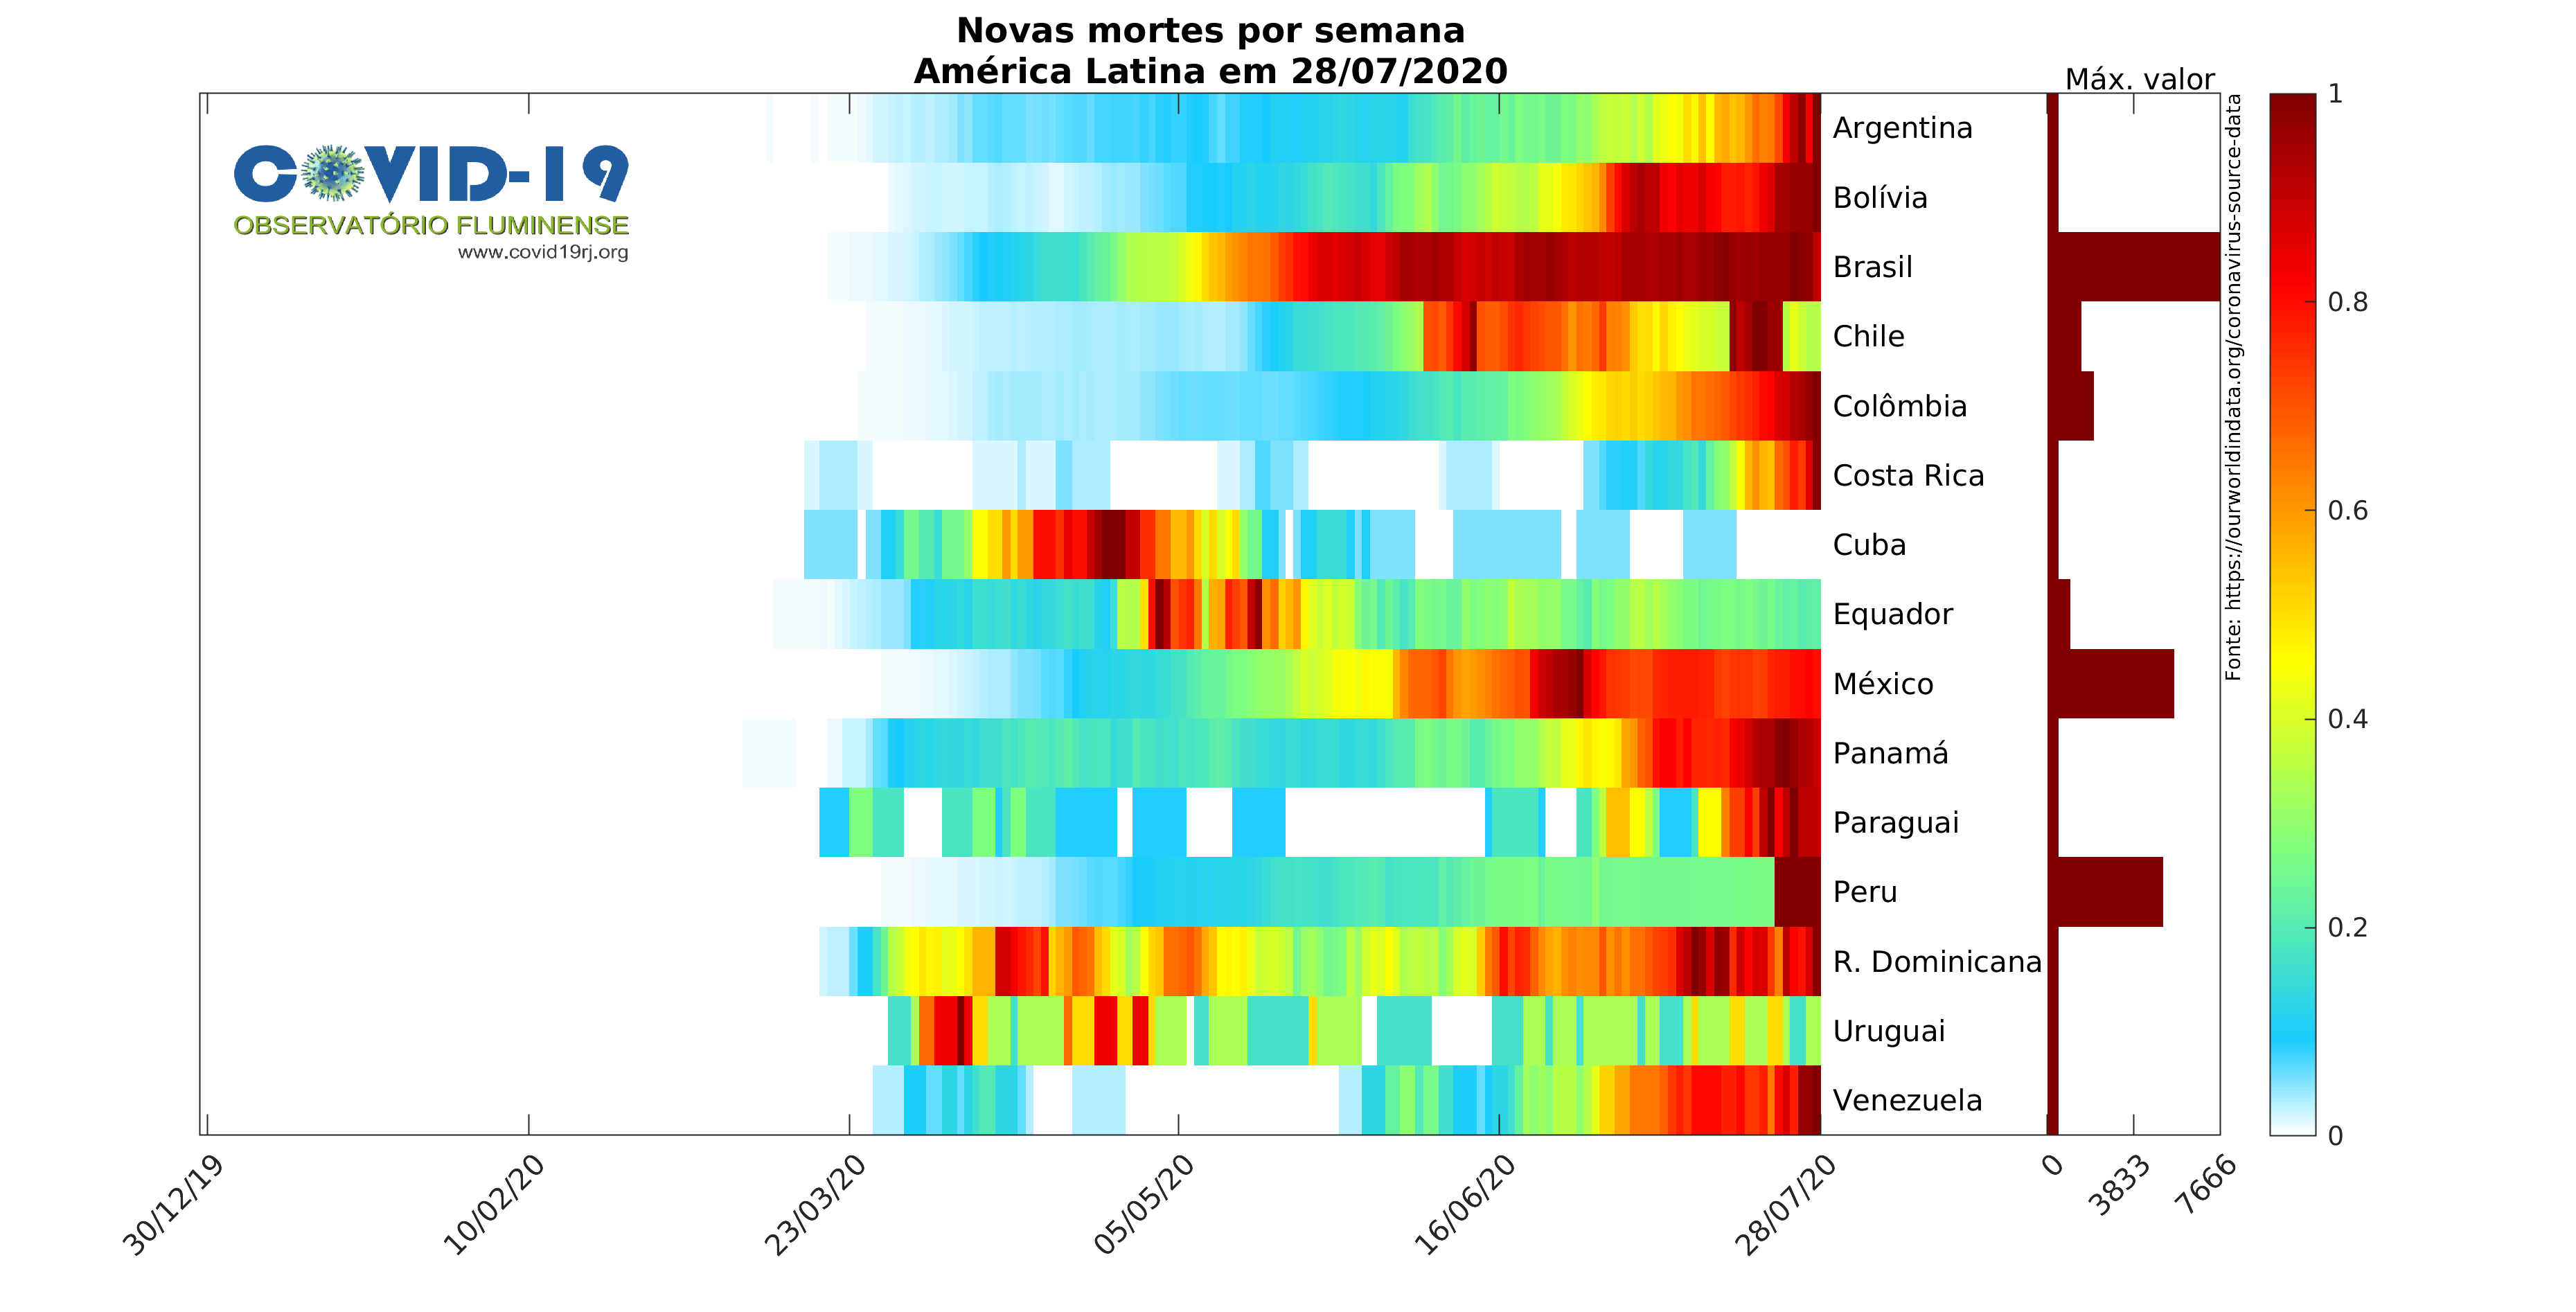 Novas mortes por semana
América Latina em 28/07/2020
Máx. valor
COVID-19
OBSERVATÓRIO FLUMINENSE
www.covid19rj.org
Argentina
Bolívia
Brasil
Chile
Colômbia
Costa Rica
Cuba
Equador
México
Panamá
Paraguai
Peru
R. Dominicana
Uruguai
Venezuela
Fonte: https://ourworldindata.org/coronavirus-source-data
1
0.8
0.6
0.4
0.2
0
30/12/19
10/02/20
23/03/20
05/05/20
16/06/20
28/07/20
0
3833
7666